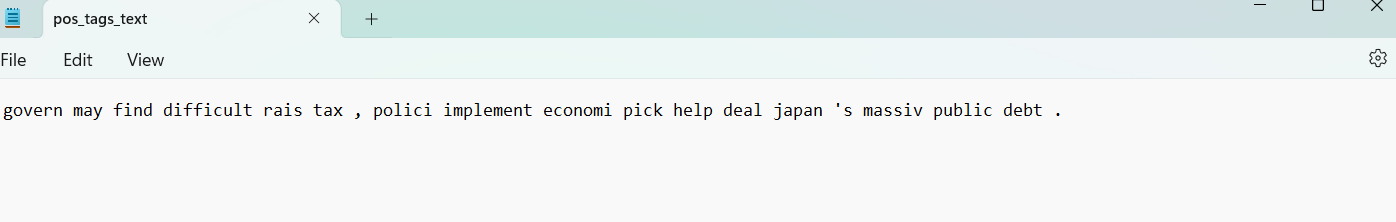 pos_tags_text
File Edit View
govern may find difficult rais tax , polici implement economi pick help deal japan 's massiv public debt .